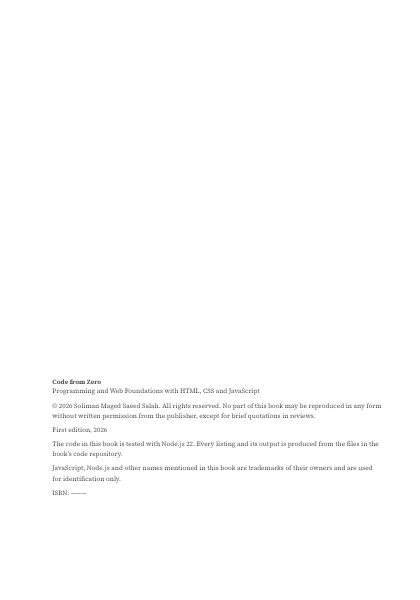 Code from Zero
Programming and Web Foundations with HTML, CSS and JavaScript
© 2026 Soliman Maged Saeed Salah. All rights reserved. No part of this book may be reproduced in any form
without written permission from the publisher, except for brief quotations in reviews.
First edition, 2026
The code in this book is tested with Node.js 22. Every listing and its output is produced from the files in the
book's code repository.
JavaScript, Node.js and other names mentioned in this book are trademarks of their owners and are used
for identification only.
ISBN: ———